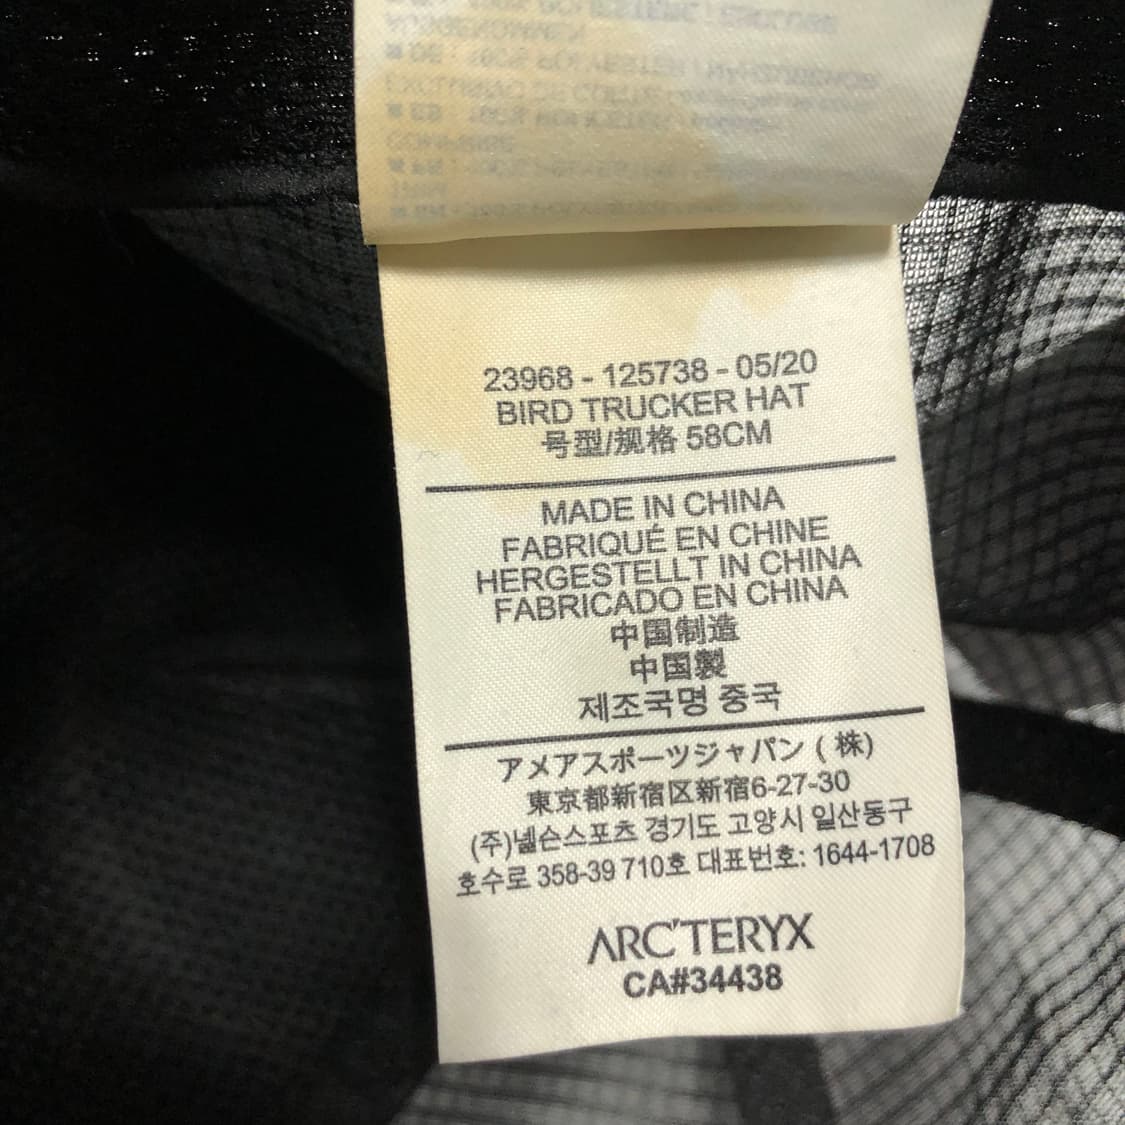 23968 - 125738 - 05/20
BIRD TRUCKER HAT
号型/规格 58CM
MADE IN CHINA
FABRIQUÉ EN CHINE
HERGESTELLT IN CHINA
FABRICADO EN CHINA
中国制造
中国製
제조국명 중국
アメアスポーツジャパン ( 株)
東京都新宿区新宿6-27-30
(주)넬슨스포츠 경기도 고양시 일산동구
호수로 358-39 710호 대표번호: 1644-1708
ARC'TERYX
CA#34438